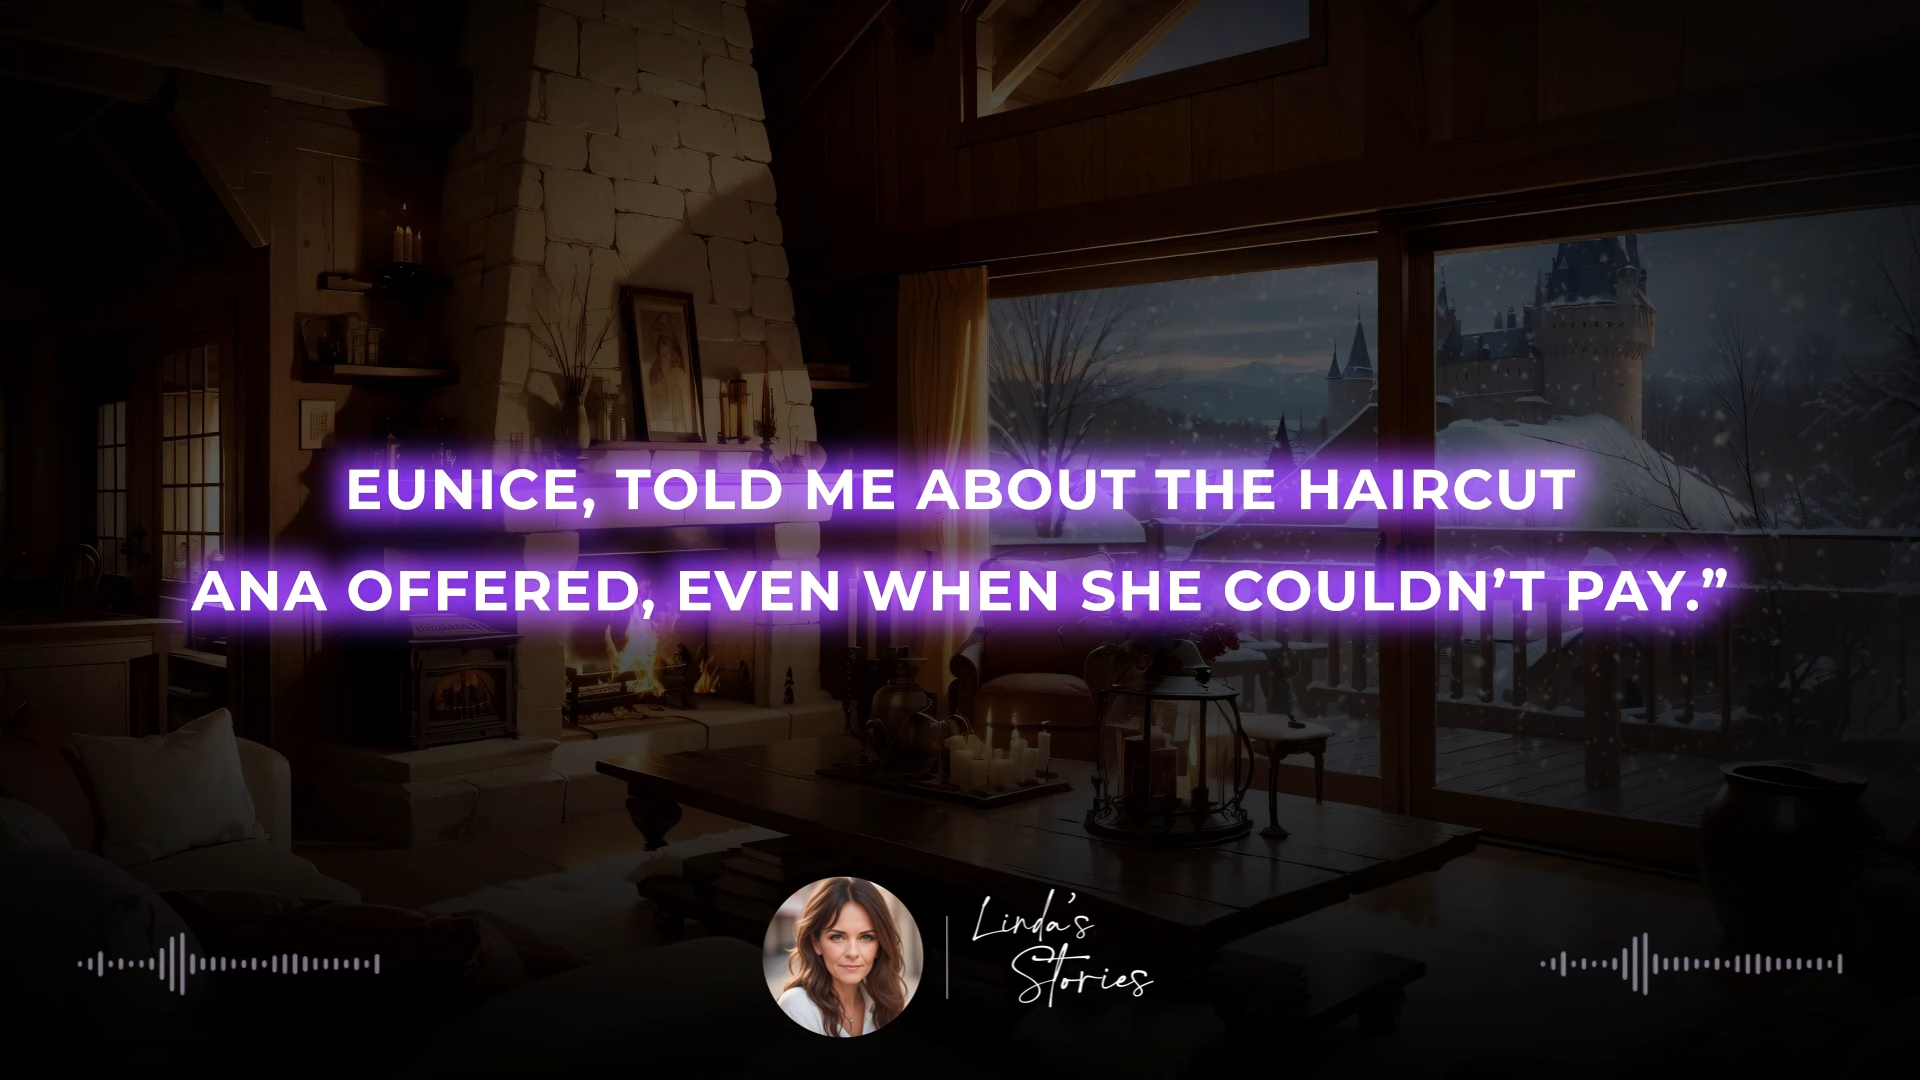 EUNICE, TOLD ME ABOUT THE HAIRCUT
ANA OFFERED, EVEN WHEN SHE COULDN’T PAY.”
Linda's
Stories